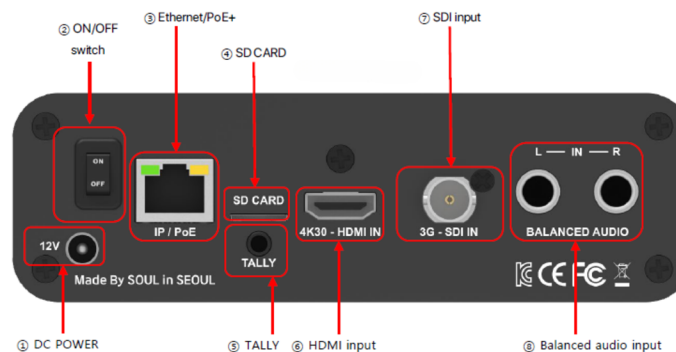 ③ Ethernet/PoE+
⑦ SDI input
② ON/OFF
switch
④ SD CARD
ON
OFF
L — IN — R
SD CARD
IP / PoE
4K30 - HDMI IN
3G - SDI IN
BALANCED AUDIO
12V
TALLY
Made By SOUL in SEOUL
CE FC
① DC POWER
⑤ TALLY
⑥ HDMI input
⑧ Balanced audio input